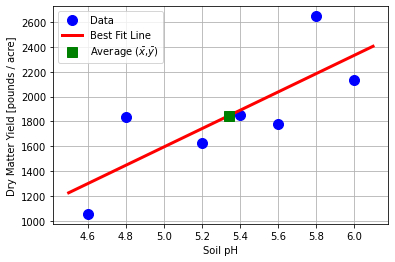 Data
Best Fit Line
Average (x̄,ȳ)
Dry Matter Yield [pounds / acre]
2600
2400
2200
2000
1800
1600
1400
1200
1000
4.6 4.8 5.0 5.2 5.4 5.6 5.8 6.0
Soil pH